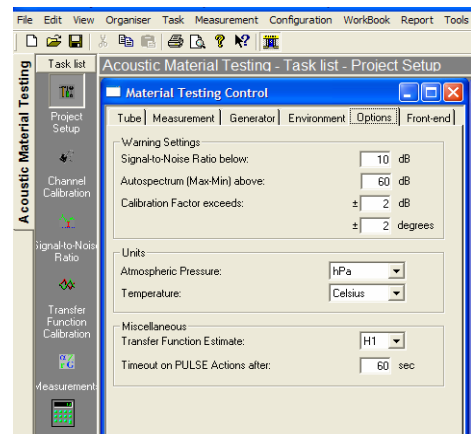 File Edit View Organiser Task Measurement Configuration WorkBook Report Tools
Acoustic Material Testing
Task list
Acoustic Material Testing - Task list - Project Setup
Project
Setup
Channel
Calibration
Signal-to-Noise
Ratio
Transfer
Function
Calibration
Measurement
Material Testing Control
Tube Measurement Generator Environment Options Front-end
Warning Settings
Signal-to-Noise Ratio below: 10 dB
Autospectrum (Max-Min) above: 60 dB
Calibration Factor exceeds: ± 2 dB
± 2 degrees
Units
Atmospheric Pressure: hPa
Temperature: Celsius
Miscellaneous
Transfer Function Estimate: H1
Timeout on PULSE Actions after: 60 sec